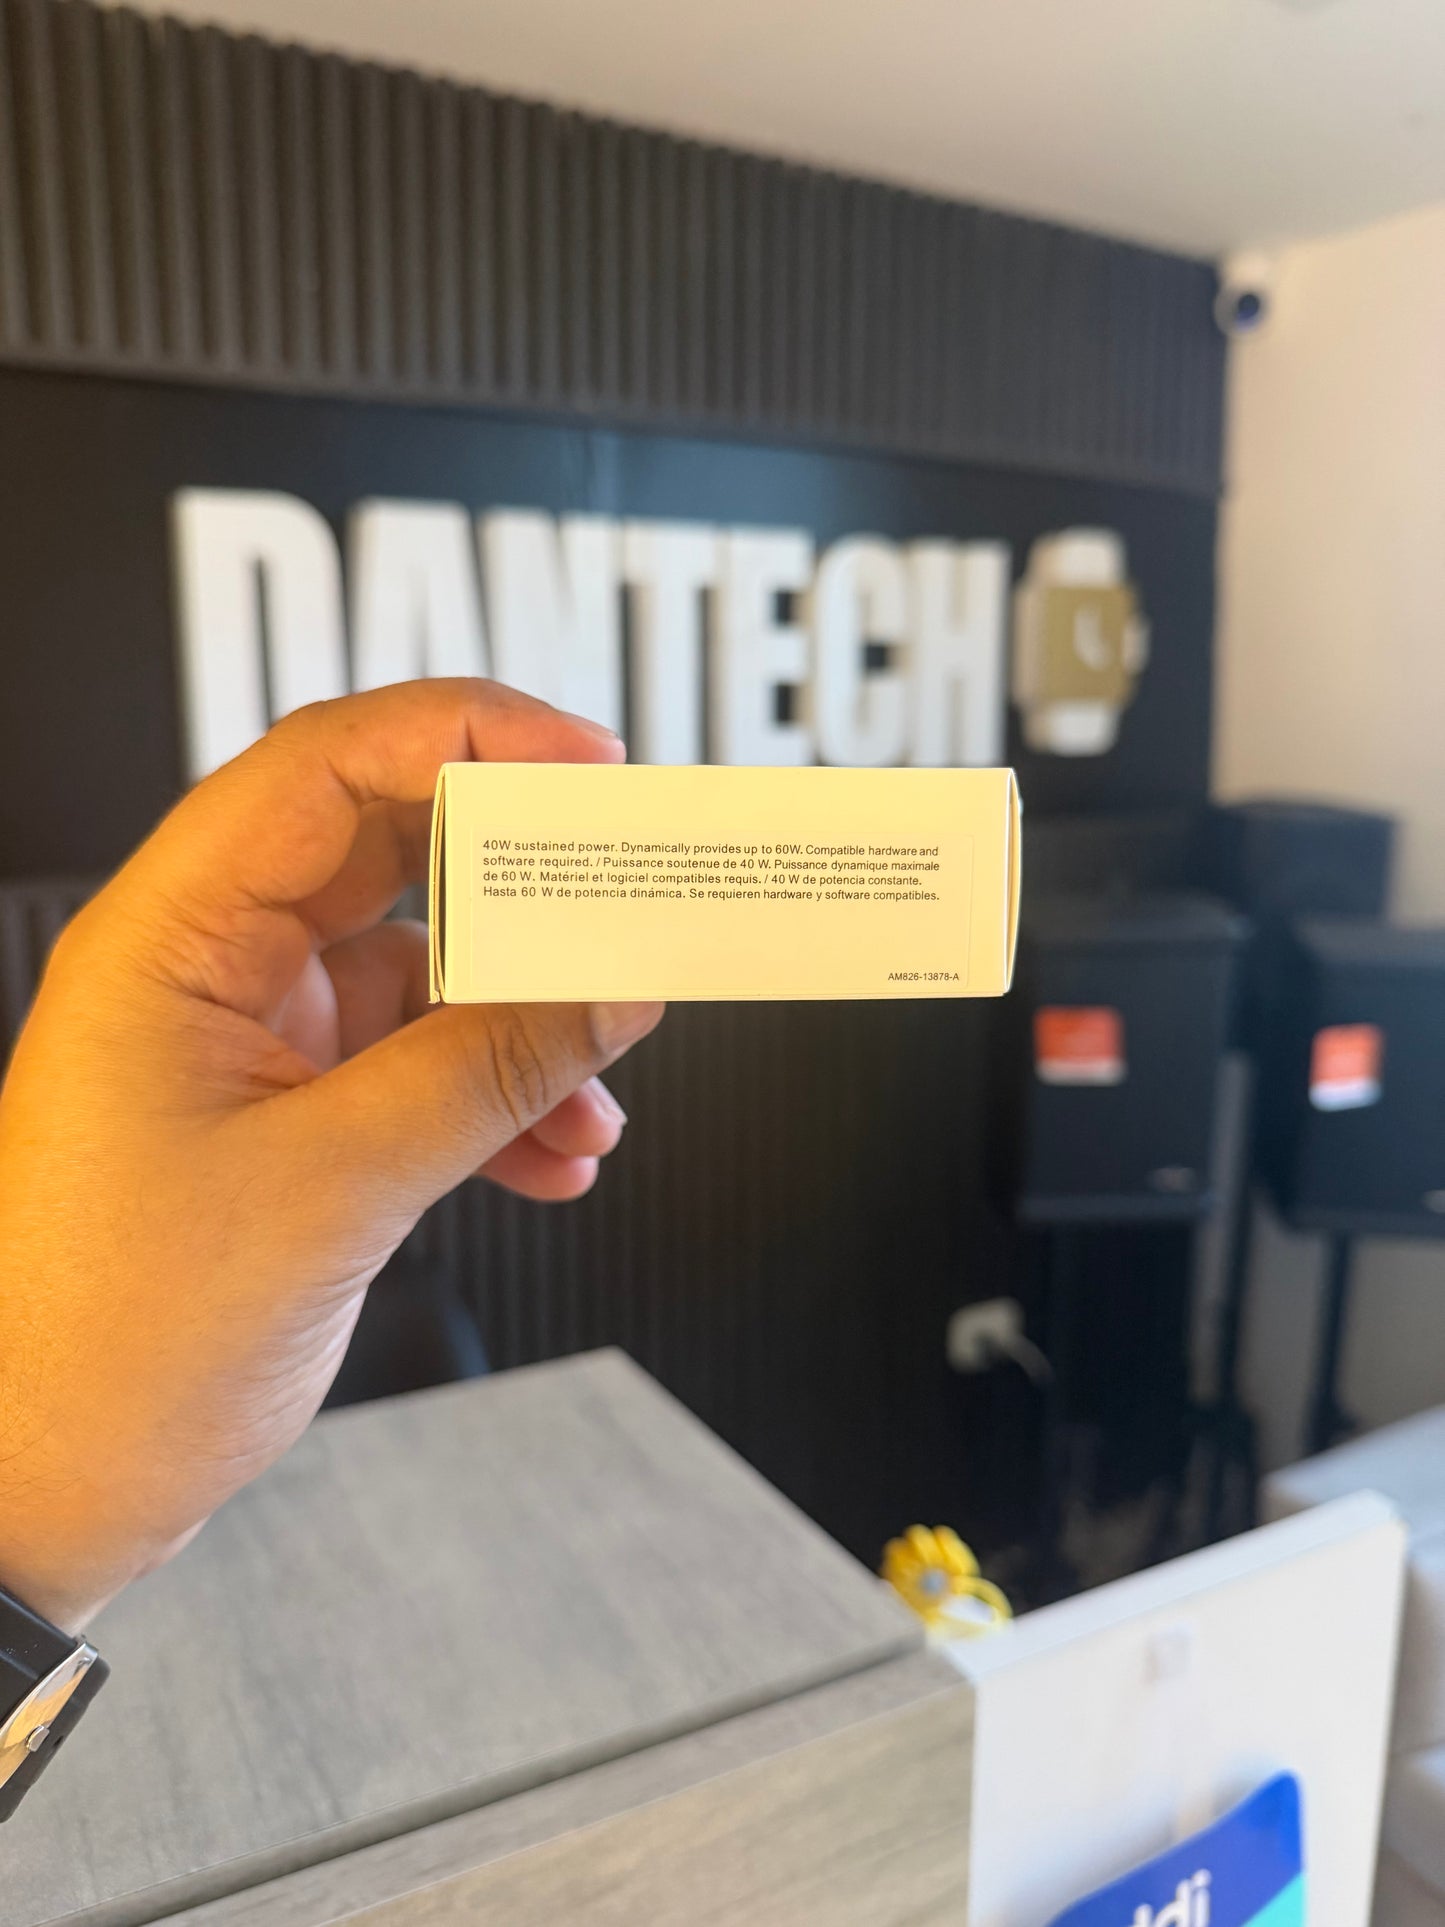 DANTECH
40W sustained power. Dynamically provides up to 60W. Compatible hardware and
software required. / Puissance soutenue de 40 W. Puissance dynamique maximale
de 60 W. Matériel et logiciel compatibles requis. / 40 W de potencia constante.
Hasta 60 W de potencia dinámica. Se requieren hardware y software compatibles.
AM826-13878-A